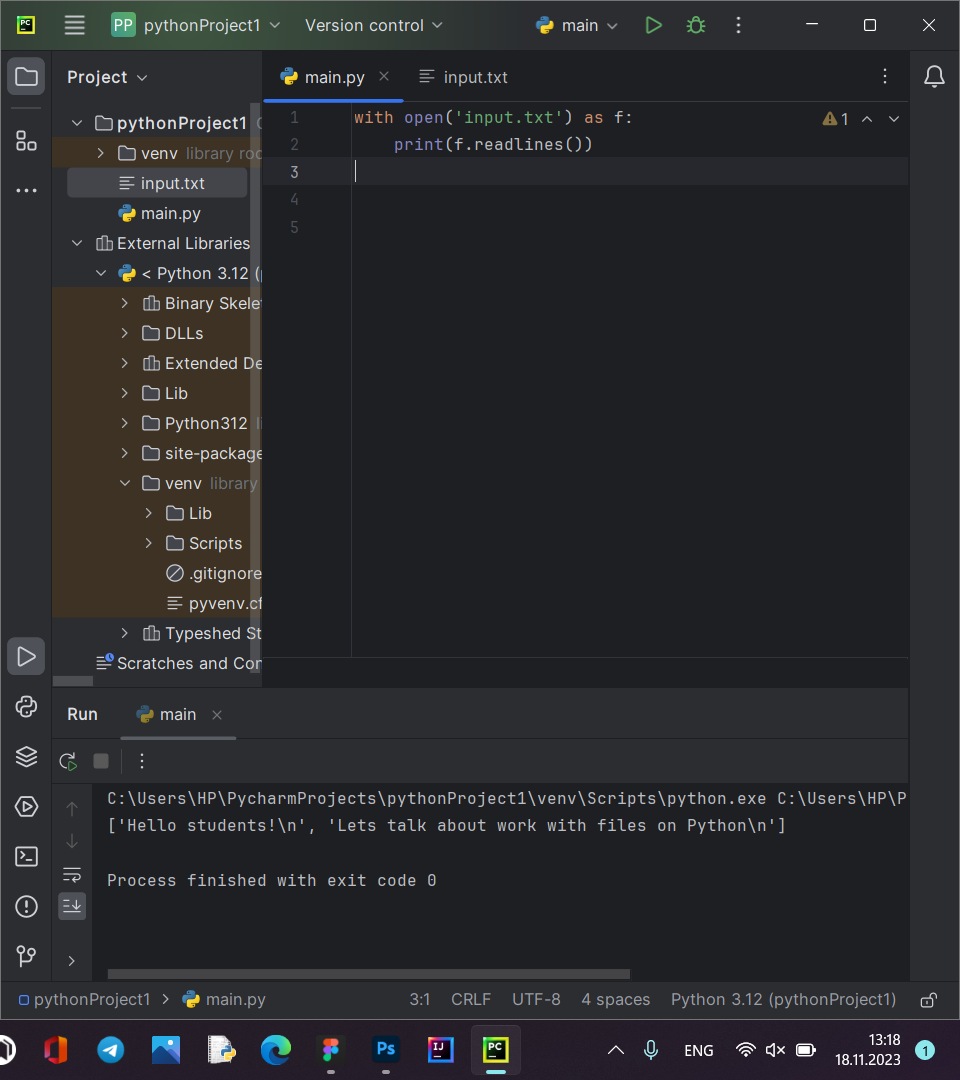 PC
PP pythonProject1 Version control main
Project
main.py input.txt
pythonProject1
venv library roo
input.txt
main.py
External Libraries
< Python 3.12 (
Binary Skele
DLLs
Extended De
Lib
Python312
site-package
venv library
Lib
Scripts
.gitignore
pyvenv.cf
Typeshed St
Scratches and Con
1 with open('input.txt') as f:
2 print(f.readlines())
3
4
5
1
Run main
C:\Users\HP\PycharmProjects\pythonProject1\venv\Scripts\python.exe C:\Users\HP\P
['Hello students!\n', 'Lets talk about work with files on Python\n']
Process finished with exit code 0
pythonProject1 > main.py 3:1 CRLF UTF-8 4 spaces Python 3.12 (pythonProject1)
Ps IJ PC ENG 13:18
18.11.2023 1